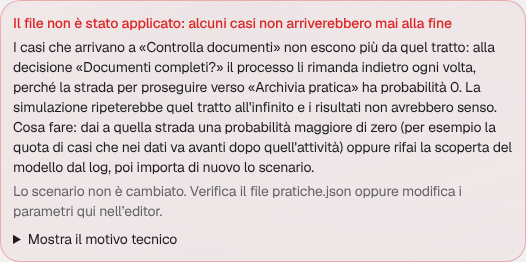 Il file non è stato applicato: alcuni casi non arriverebbero mai alla fine
I casi che arrivano a «Controlla documenti» non escono più da quel tratto: alla
decisione «Documenti completi?» il processo li rimanda indietro ogni volta,
perché la strada per proseguire verso «Archivia pratica» ha probabilità 0. La
simulazione ripeterebbe quel tratto all'infinito e i risultati non avrebbero senso.
Cosa fare: dai a quella strada una probabilità maggiore di zero (per esempio la
quota di casi che nei dati va avanti dopo quell'attività) oppure rifai la scoperta del
modello dal log, poi importa di nuovo lo scenario.
Lo scenario non è cambiato. Verifica il file pratiche.json oppure modifica i
parametri qui nell'editor.
▶ Mostra il motivo tecnico